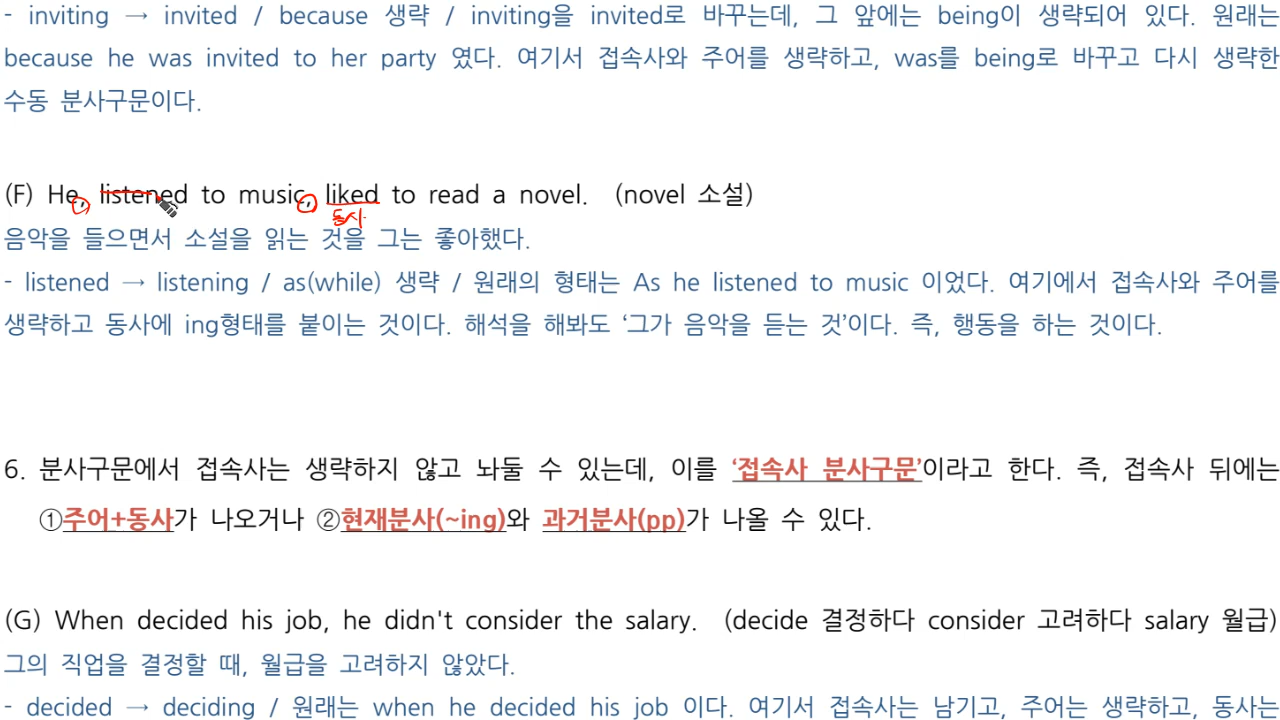 - inviting → invited / because 생략 / inviting을 invited로 바꾸는데, 그 앞에는 being이 생략되어 있다. 원래는
because he was invited to her party 였다. 여기서 접속사와 주어를 생략하고, was를 being로 바꾸고 다시 생략한
수동 분사구문이다.
(F) He, listened to music, liked to read a novel. (novel 소설)
동사
음악을 들으면서 소설을 읽는 것을 그는 좋아했다.
- listened → listening / as(while) 생략 / 원래의 형태는 As he listened to music 이었다. 여기에서 접속사와 주어를
생략하고 동사에 ing형태를 붙이는 것이다. 해석을 해봐도 ‘그가 음악을 듣는 것’이다. 즉, 행동을 하는 것이다.
6. 분사구문에서 접속사는 생략하지 않고 놔둘 수 있는데, 이를 ‘접속사 분사구문’이라고 한다. 즉, 접속사 뒤에는
①주어+동사가 나오거나 ②현재분사(~ing)와 과거분사(pp)가 나올 수 있다.
(G) When decided his job, he didn't consider the salary. (decide 결정하다 consider 고려하다 salary 월급)
그의 직업을 결정할 때, 월급을 고려하지 않았다.
- decided → deciding / 원래는 when he decided his job 이다. 여기서 접속사는 남기고, 주어는 생략하고, 동사는